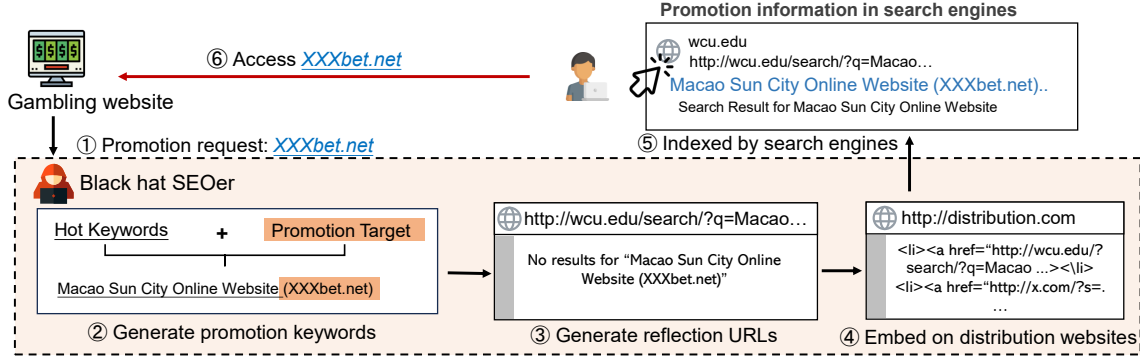 Promotion information in search engines
wcu.edu
http://wcu.edu/search/?q=Macao...
Macao Sun City Online Website (XXXbet.net)..
Search Result for Macao Sun City Online Website
⑥ Access XXXbet.net
$ $ $ $
Gambling website
① Promotion request: XXXbet.net
⑤ Indexed by search engines
Black hat SEOer
Hot Keywords + Promotion Target
Macao Sun City Online Website (XXXbet.net)
② Generate promotion keywords
http://wcu.edu/search/?q=Macao...
No results for “Macao Sun City Online
Website (XXXbet.net)”
③ Generate reflection URLs
http://distribution.com
<li><a href=“http://wcu.edu/?
search/?q=Macao ...><\li>
<li><a href=“http://x.com/?s=.
...
④ Embed on distribution websites